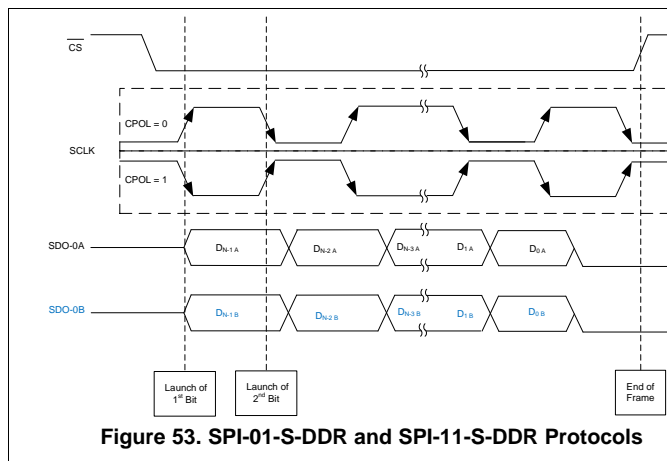 CS
CPOL = 0
SCLK
CPOL = 1
SDO-0A
DN-1 A
DN-2 A
DN-3 A
D1 A
D0 A
SDO-0B
DN-1 B
DN-2 B
DN-3 B
D1 B
D0 B
Launch of
1st Bit
Launch of
2nd Bit
End of
Frame
Figure 53. SPI-01-S-DDR and SPI-11-S-DDR Protocols